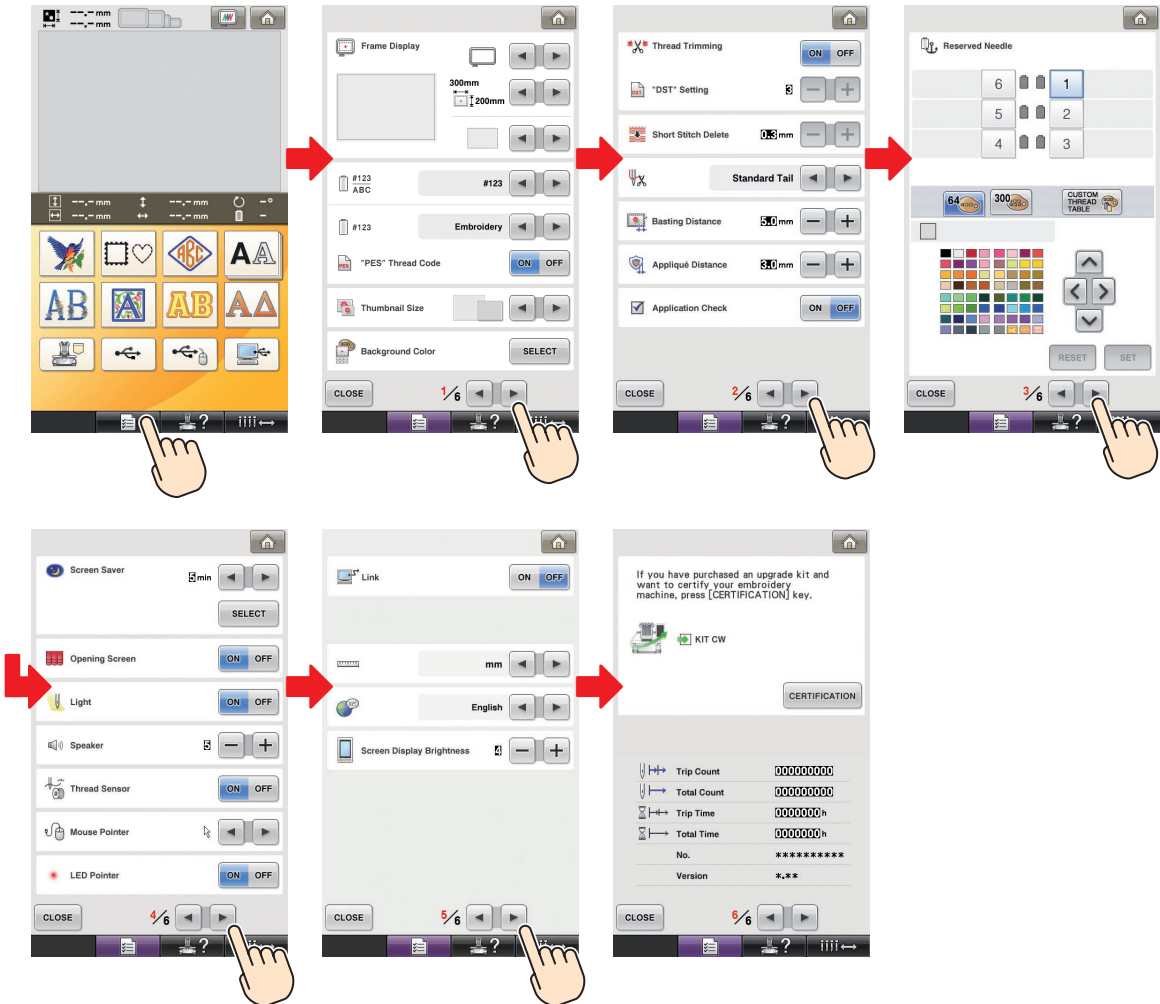 --.- mm
--.- mm
--.- mm --.- mm - °
--.- mm --.- mm -
ABC AA
AB A AB AΔ
?
Frame Display
300mm
200mm
#123
ABC
#123
#123
Embroidery
PES
"PES" Thread Code
ON OFF
Thumbnail Size
Background Color
SELECT
CLOSE
1/6
?
Thread Trimming
ON OFF
DST
"DST" Setting
3
Short Stitch Delete
0.3 mm
Standard Tail
Basting Distance
5.0 mm
Appliqué Distance
3.0 mm
Application Check
ON OFF
CLOSE
2/6
?
Reserved Needle
6 1
5 2
4 3
64
300
CUSTOM
THREAD
TABLE
RESET SET
CLOSE
3/6
?
Screen Saver
5 min
SELECT
Opening Screen
ON OFF
Light
ON OFF
Speaker
5
Thread Sensor
ON OFF
Mouse Pointer
LED Pointer
ON OFF
CLOSE
4/6
?
Link
ON OFF
mm
English
Screen Display Brightness
4
CLOSE
5/6
?
If you have purchased an upgrade kit and
want to certify your embroidery
machine, press [CERTIFICATION] key.
KIT CW
CERTIFICATION
Trip Count 000000000
Total Count 000000000
Trip Time 0000000 h
Total Time 0000000 h
No. **********
Version *.**
CLOSE
6/6
?